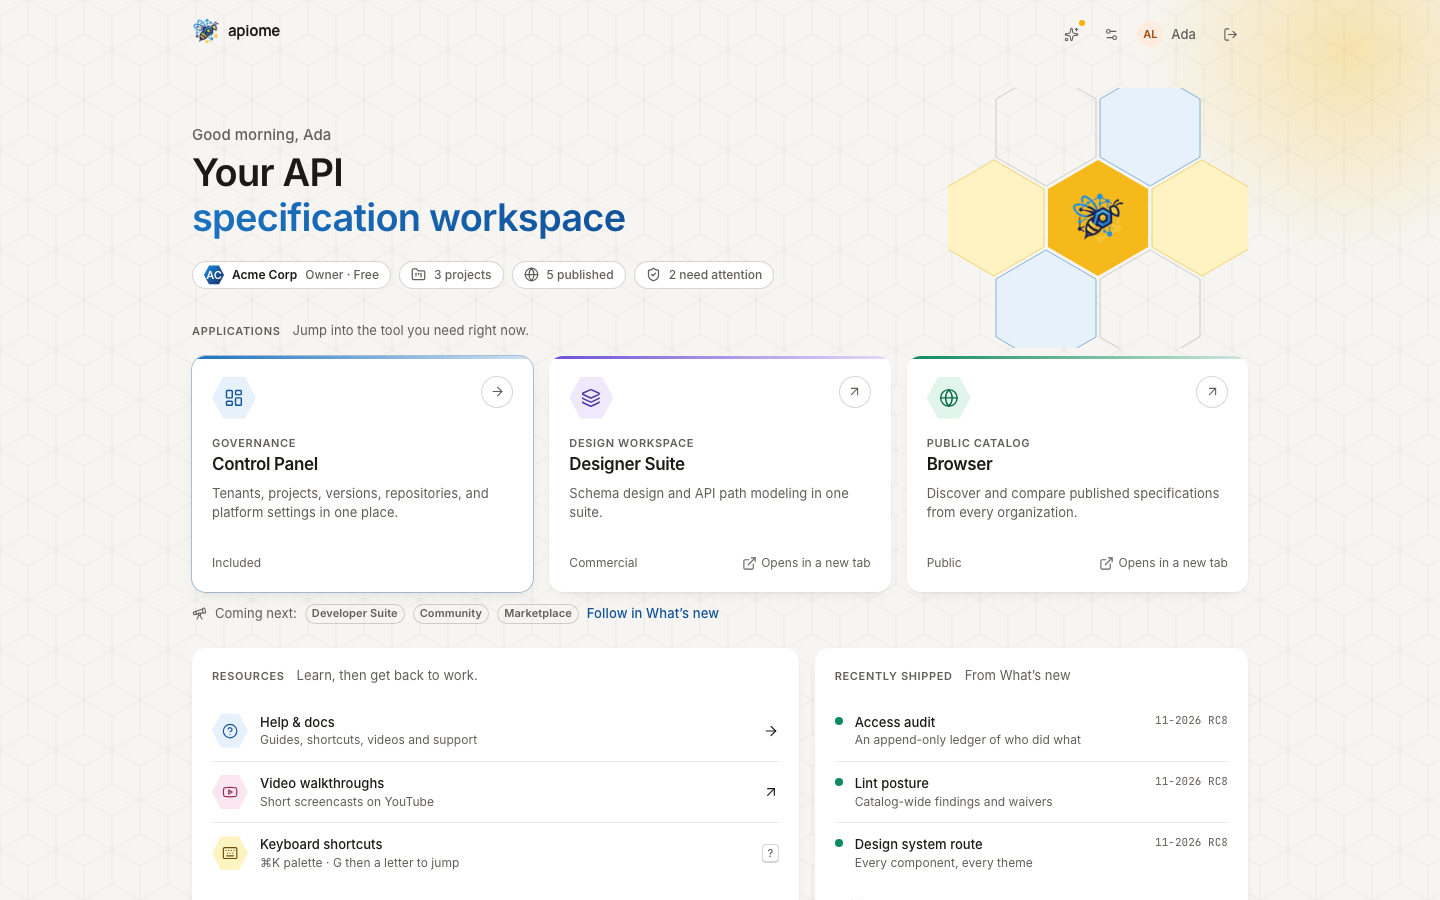 apiome
AL Ada
Good morning, Ada
Your API
specification workspace
AC Acme Corp Owner · Free
3 projects
5 published
2 need attention
APPLICATIONS Jump into the tool you need right now.
GOVERNANCE
Control Panel
Tenants, projects, versions, repositories, and
platform settings in one place.
Included
DESIGN WORKSPACE
Designer Suite
Schema design and API path modeling in one
suite.
Commercial
Opens in a new tab
PUBLIC CATALOG
Browser
Discover and compare published specifications
from every organization.
Public
Opens in a new tab
Coming next: Developer Suite Community Marketplace Follow in What’s new
RESOURCES Learn, then get back to work.
Help & docs
Guides, shortcuts, videos and support
Video walkthroughs
Short screencasts on YouTube
Keyboard shortcuts
⌘K palette · G then a letter to jump
?
RECENTLY SHIPPED From What’s new
Access audit
11-2026 RC8
An append-only ledger of who did what
Lint posture
11-2026 RC8
Catalog-wide findings and waivers
Design system route
11-2026 RC8
Every component, every theme